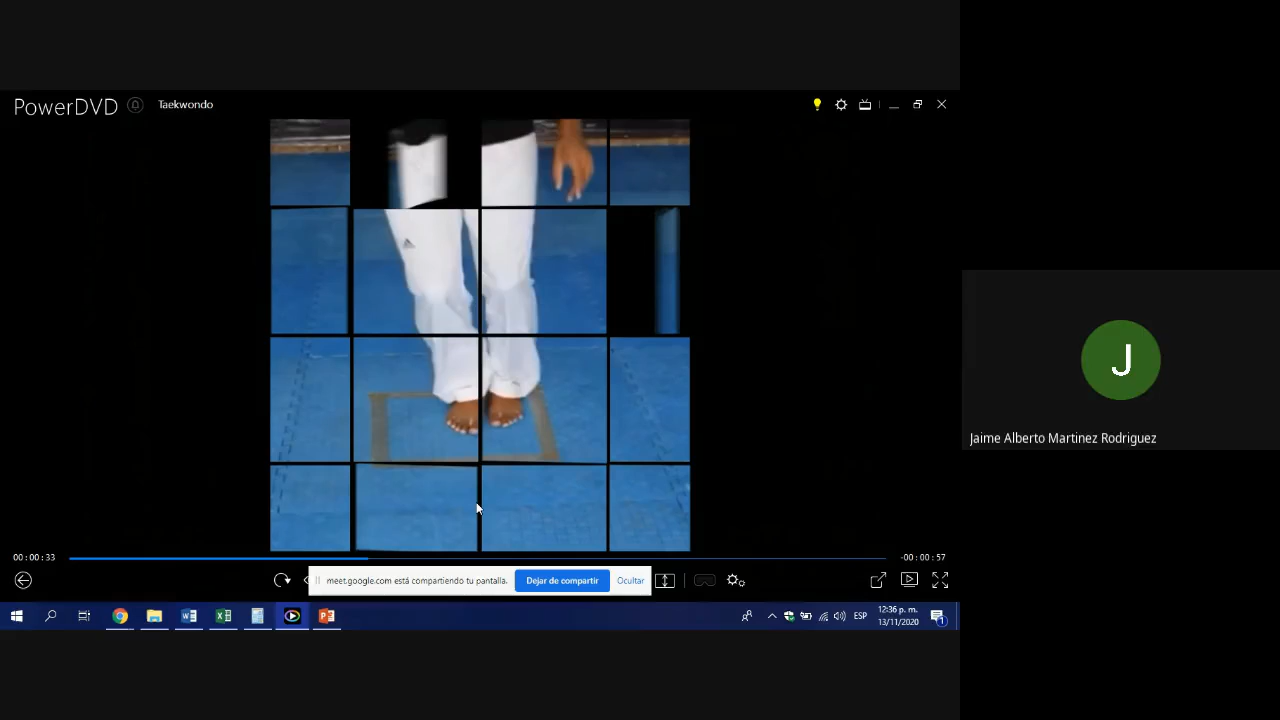 PowerDVD
Taekwondo
J
Jaime Alberto Martinez Rodriguez
00:00:33
-00:00:57
meet.google.com está compartiendo tu pantalla.
Dejar de compartir
Ocultar
ESP
12:36 p. m.
13/11/2020
1